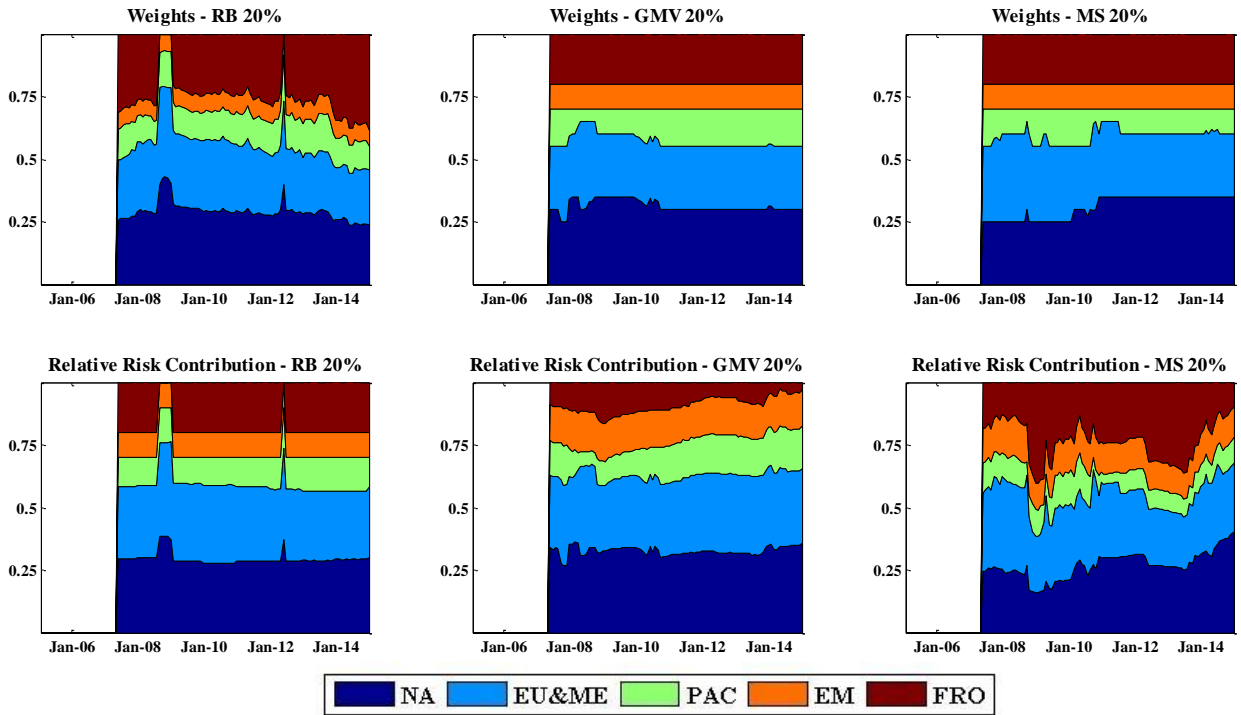 Weights - RB 20%
Weights - GMV 20%
Weights - MS 20%
0.75
0.5
0.25
Jan-06 Jan-08 Jan-10 Jan-12 Jan-14
0.75
0.5
0.25
Jan-06 Jan-08 Jan-10 Jan-12 Jan-14
0.75
0.5
0.25
Jan-06 Jan-08 Jan-10 Jan-12 Jan-14
Relative Risk Contribution - RB 20%
Relative Risk Contribution - GMV 20%
Relative Risk Contribution - MS 20%
0.75
0.5
0.25
Jan-06 Jan-08 Jan-10 Jan-12 Jan-14
0.75
0.5
0.25
Jan-06 Jan-08 Jan-10 Jan-12 Jan-14
0.75
0.5
0.25
Jan-06 Jan-08 Jan-10 Jan-12 Jan-14
NA EU&ME PAC EM FRO